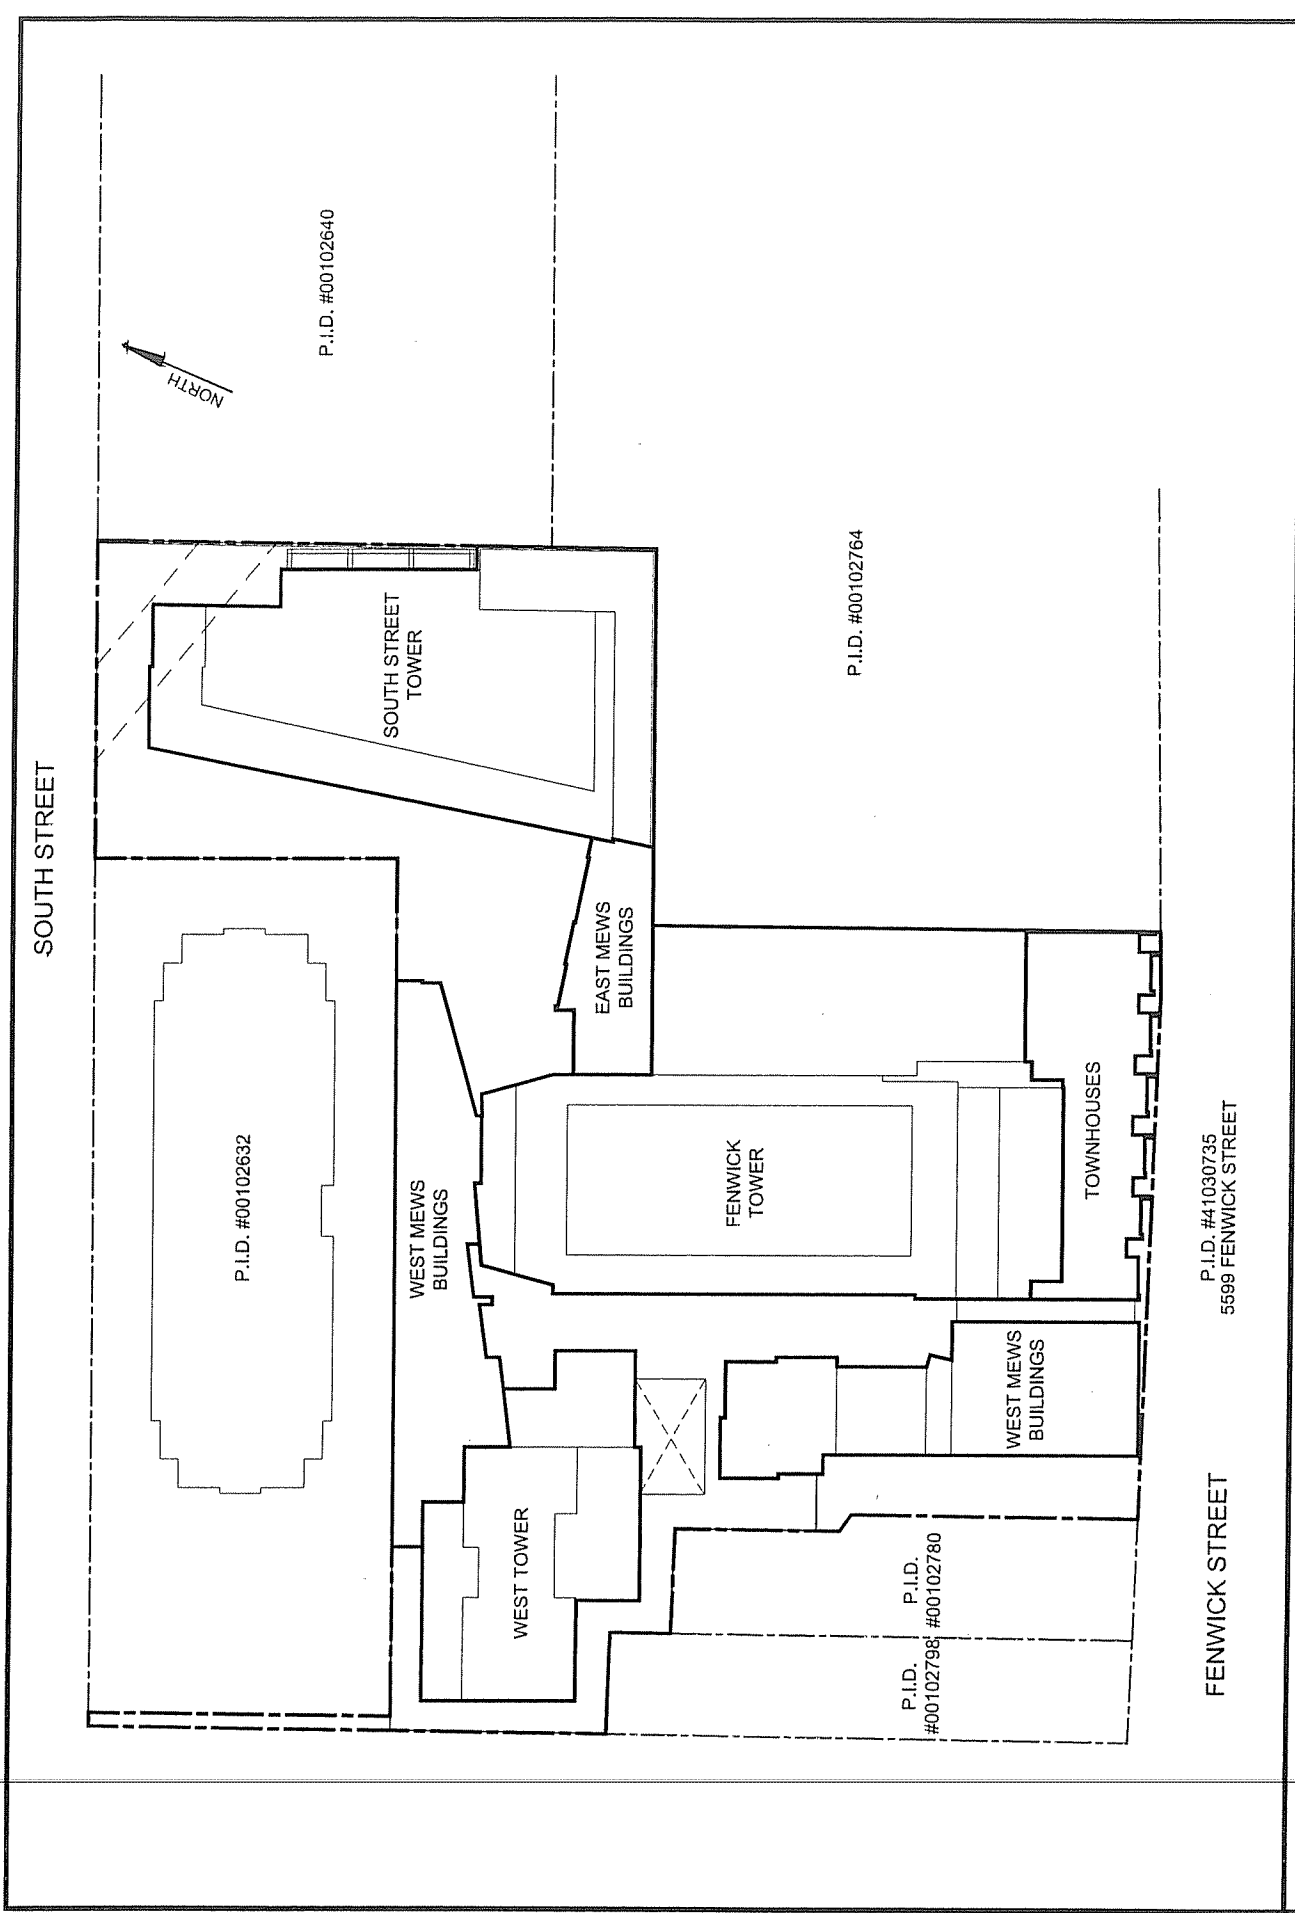 SOUTH STREET
P.I.D. #00102632
P.I.D. #00102640
NORTH
WEST MEWS
BUILDINGS
SOUTH STREET
TOWER
WEST TOWER
EAST MEWS
BUILDINGS
FENWICK
TOWER
P.I.D. #00102764
P.I.D.
#00102798
P.I.D.
#00102780
WEST MEWS
BUILDINGS
TOWNHOUSES
FENWICK STREET
P.I.D. #41030735
5599 FENWICK STREET